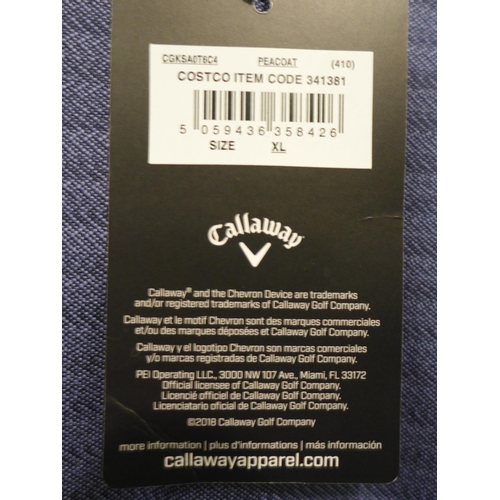 CGKSA0T6C4 PEACOAT (410)
COSTCO ITEM CODE 341381
5 059436 358426
SIZE XL
Callaway
Callaway® and the Chevron Device are trademarks
and/or registered trademarks of Callaway Golf Company.
Callaway et le motif Chevron sont des marques commerciales
et/ou des marques déposées et Callaway Golf Company.
Callaway y el logotipo Chevron son marcas comerciales
y/o marcas registradas de Callaway Golf Company.
PEI Operating LLC., 3000 NW 107 Ave., Miami, FL 33172
Official licensee of Callaway Golf Company.
Licencié officiel de Callaway Golf Company.
Licenciatario oficial de Callaway Golf Company.
©2018 Callaway Golf Company
more information | plus d'informations | más información
callawayapparel.com